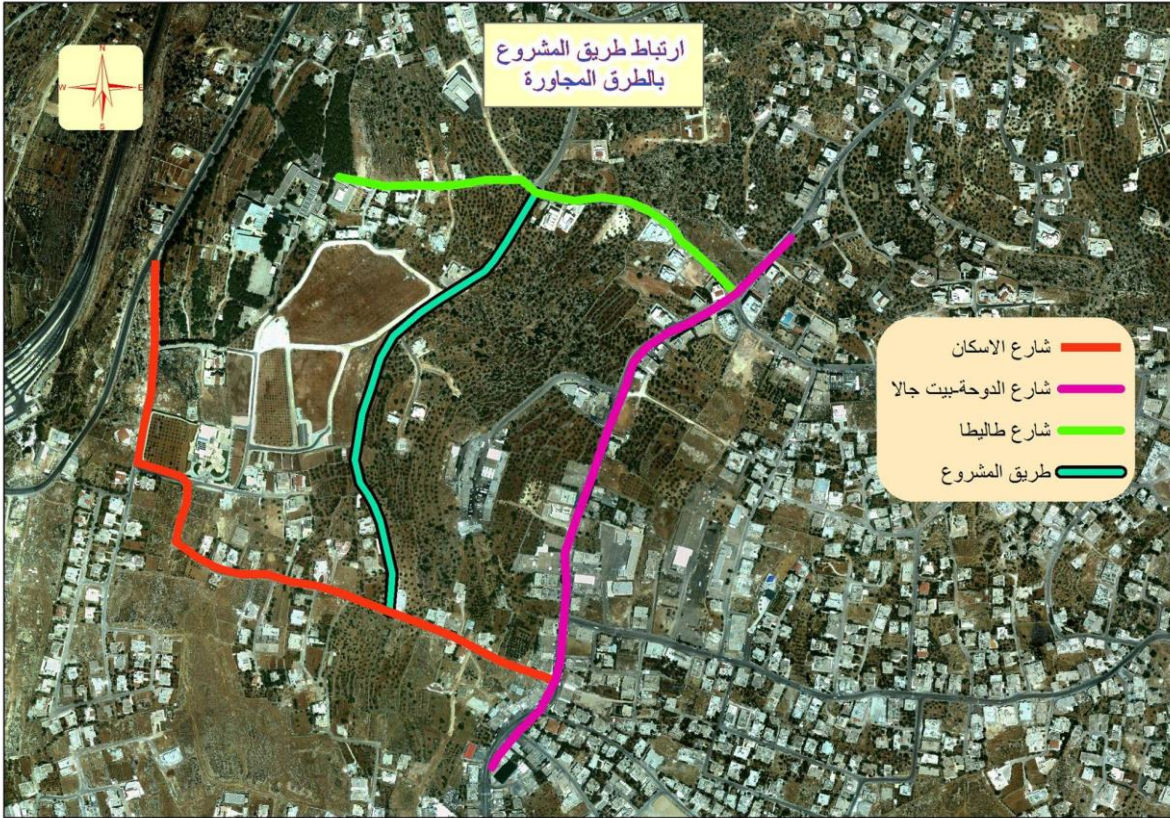 ارتباط طريق المشروع
بالطرق المجاورة
N
W
E
S
شارع الاسكان
شارع الدوحة-بيت جالا
شارع طاليطا
طريق المشروع